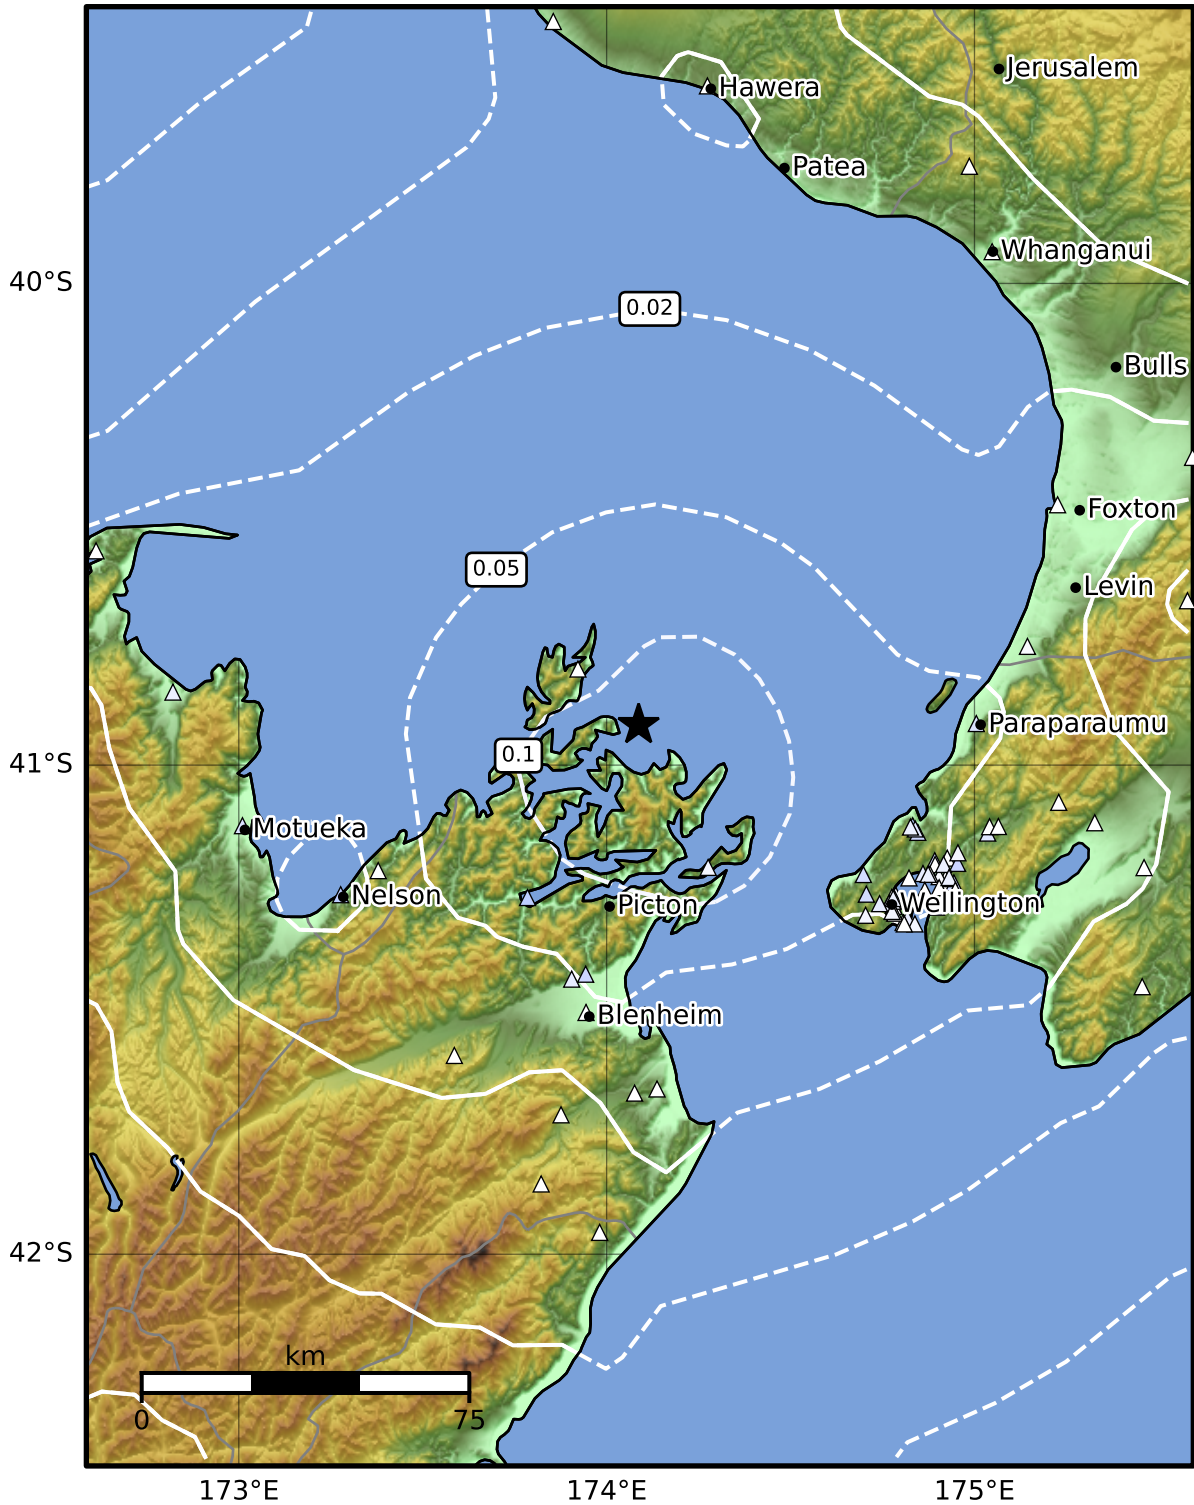 Jerusalem
Hawera
Patea
Whanganui
40°S
0.02
Bulls
Foxton
0.05
Levin
Paraparaumu
0.1
41°S
Motueka
Nelson
Picton
Wellington
Blenheim
42°S
km
0
75
173°E
174°E
175°E